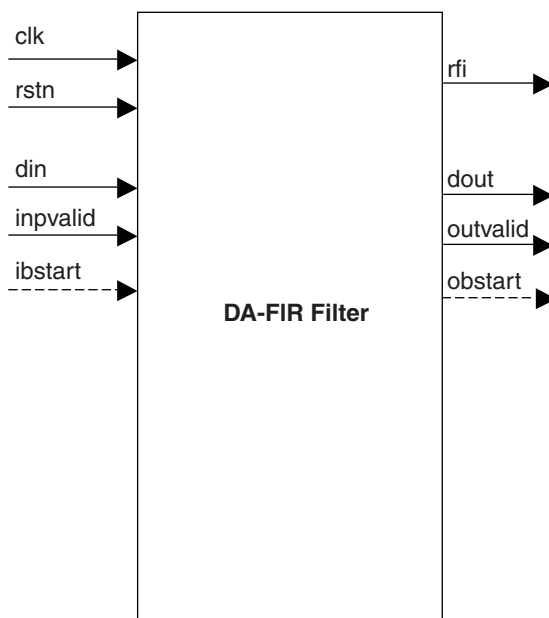 clk
rstn
din
inpvalid
ibstart
DA-FIR Filter
rfi
dout
outvalid
obstart